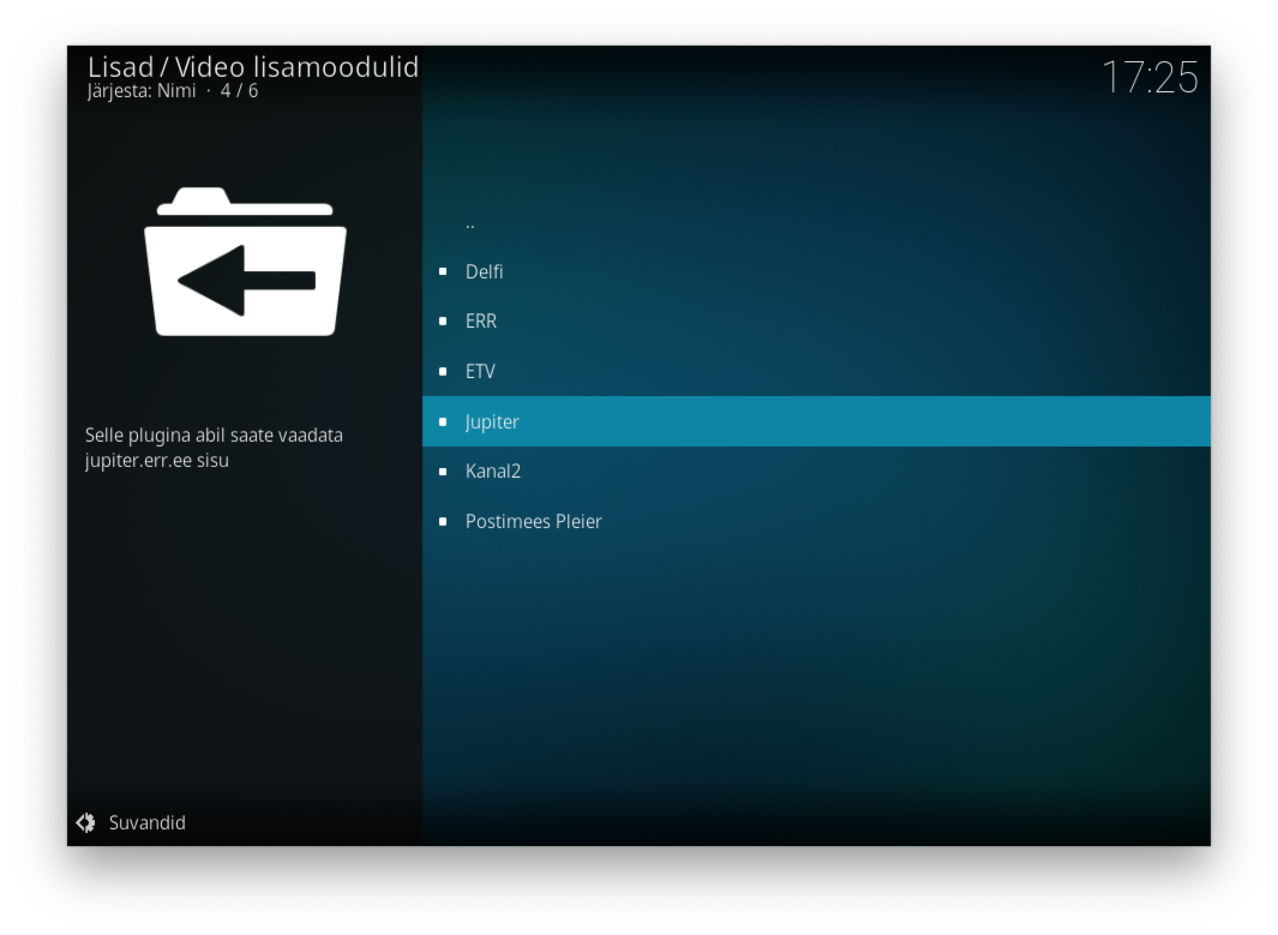 Lisad / Video lisamoodulid
Järjesta: Nimi · 4 / 6
17:25
..
Delfi
ERR
ETV
Jupiter
Kanal2
Postimees Pleier
Selle plugina abil saate vaadata
jupiter.err.ee sisu
Suvandid